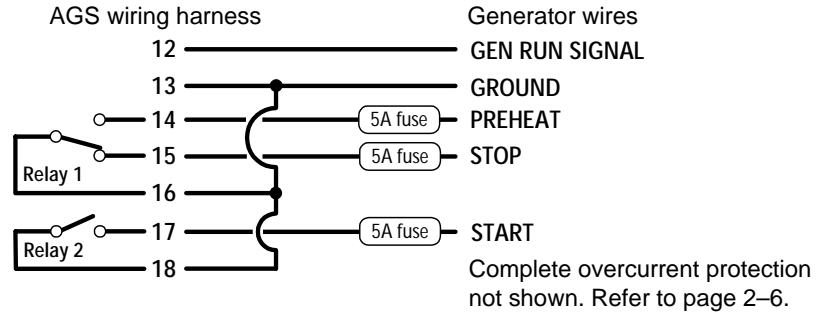 AGS wiring harness Generator wires
12 GEN RUN SIGNAL
13 GROUND
14 5A fuse PREHEAT
15 5A fuse STOP
Relay 1
16
17 5A fuse START
Relay 2
18
Complete overcurrent protection
not shown. Refer to page 2–6.